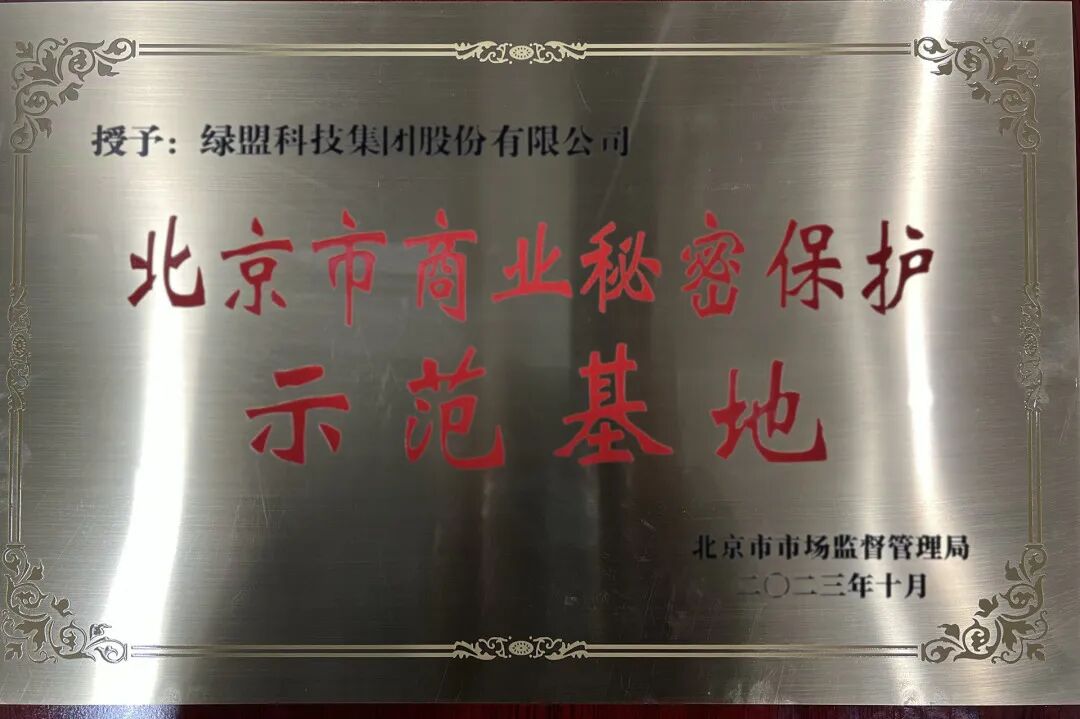 授予：绿盟科技集团股份有限公司
北京市商业秘密保护
示范基地
北京市市场监督管理局
二〇二三年十月